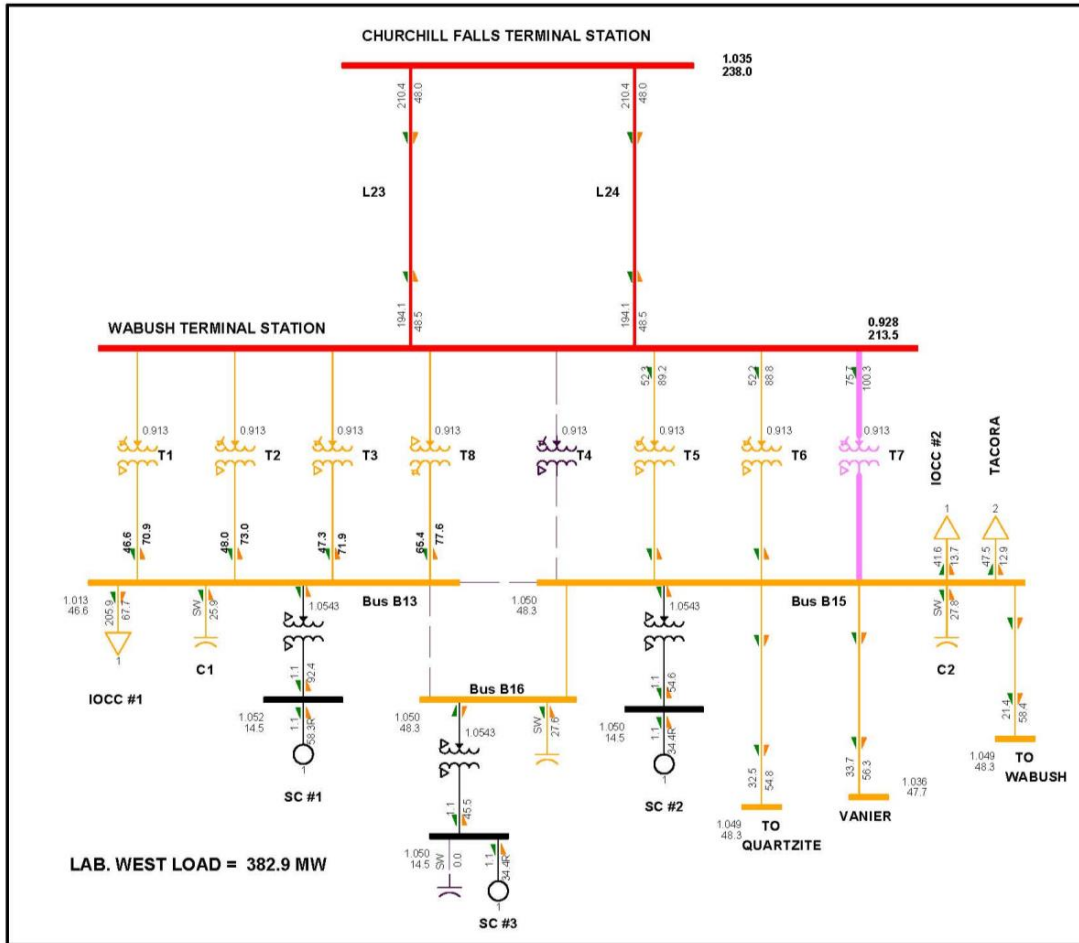 CHURCHILL FALLS TERMINAL STATION
1.035
238.0
210.4
48.0
210.4
48.0
L23
L24
194.1
48.5
194.1
48.5
WABUSH TERMINAL STATION
0.928
213.5
52.3
89.2
52.2
88.8
75.7
100.3
0.913
0.913
0.913
0.913
0.913
0.913
0.913
0.913
T1
T2
T3
T8
T4
T5
T6
T7
IOCC #2
TACORA
46.6
70.9
48.0
73.0
47.3
71.9
65.4
77.6
1
2
41.6
13.7
47.5
12.9
1.013
46.6
Bus B13
1.050
48.3
Bus B15
205.9
67.7
SW
25.9
1.0543
1.0543
SW
27.8
1
IOCC #1
C1
C2
1.1
92.4
1.1
54.6
Bus B16
1.052
14.5
1.1
58.3R
1
SC #1
1.050
48.3
1.0543
SW
27.6
1.050
14.5
1.1
34.4R
1
SC #2
21.4
58.4
1.049
48.3
TO
WABUSH
32.5
54.8
33.7
56.3
1.036
47.7
VANIER
1.049
48.3
TO
QUARTZITE
1.1
45.5
1.050
14.5
SW
0.0
1.1
34.4R
1
SC #3
LAB. WEST LOAD = 382.9 MW